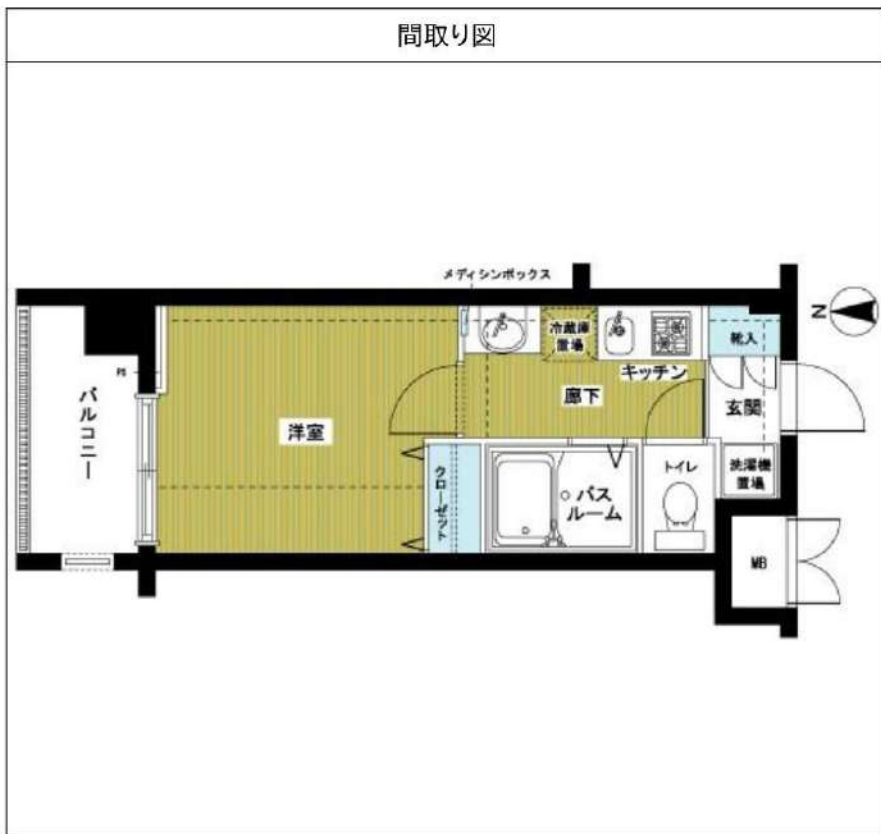 間取り図
メディシンボックス
N
冷蔵庫
置場
靴入
キッチン
PS
バルコニー
洋室
廊下
玄関
クローゼット
バス
ルーム
トイレ
洗濯機
置場
MB